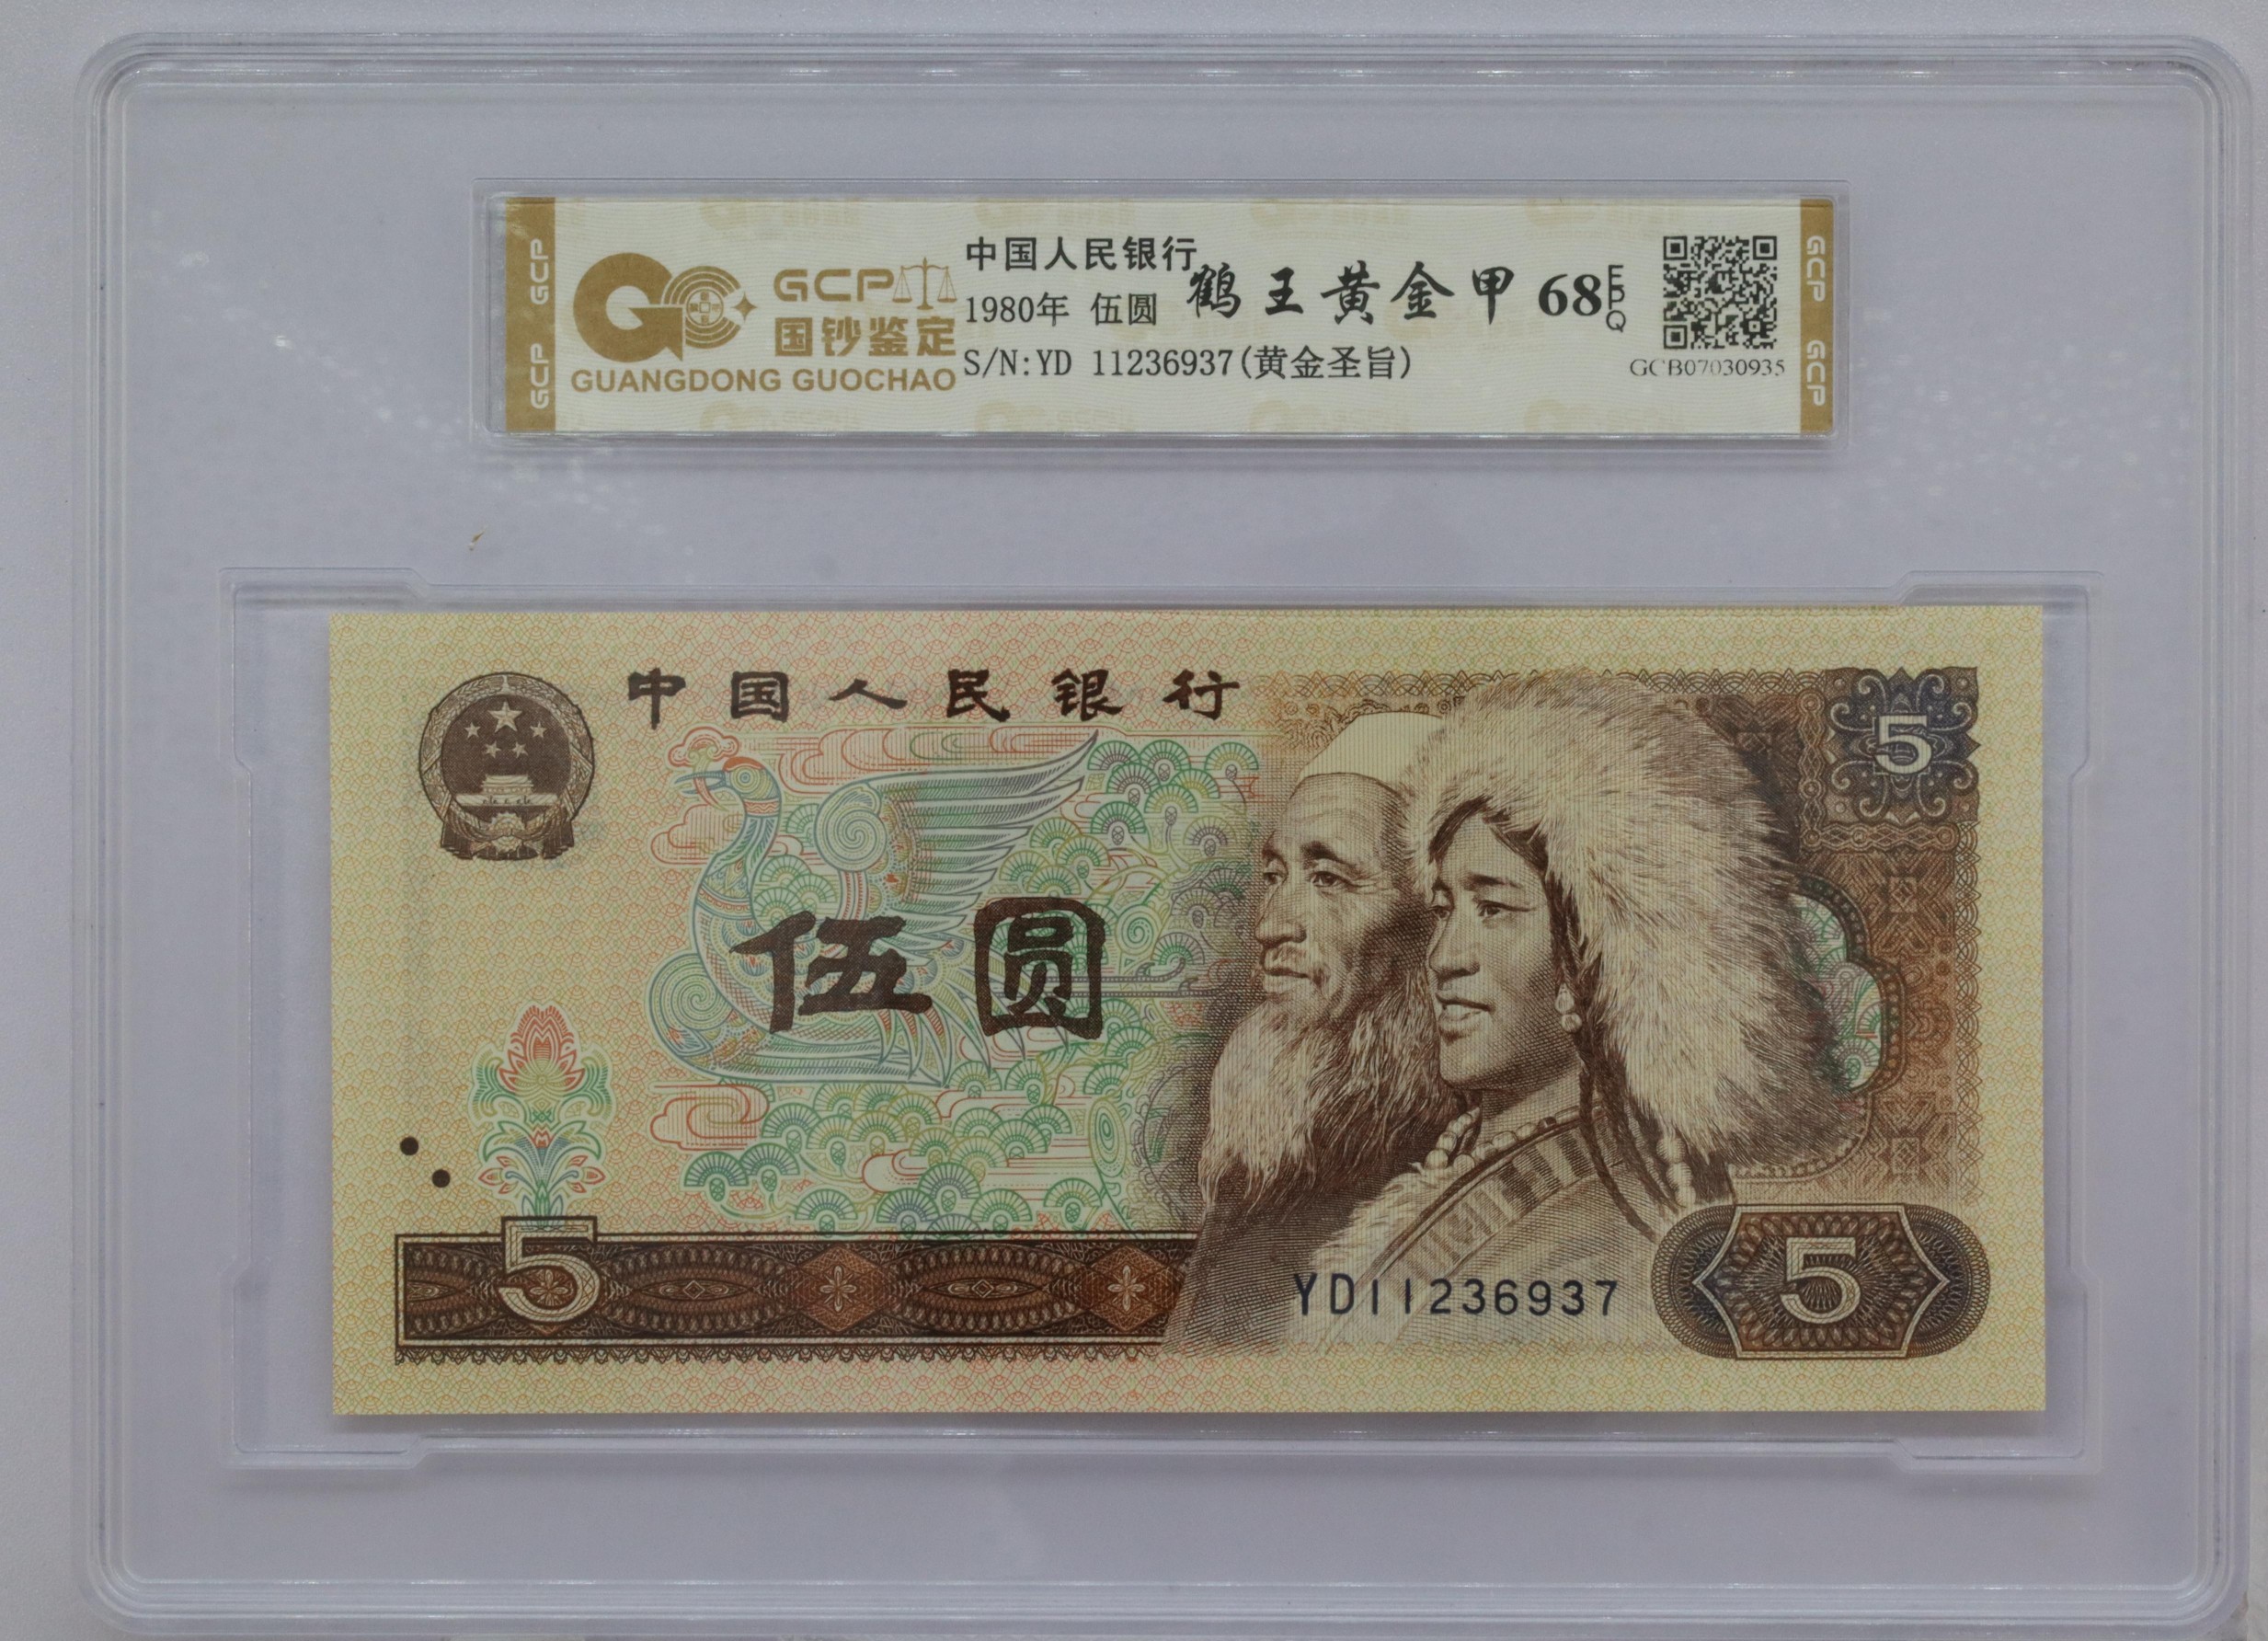 GCP GCP
GCP
国钞鉴定
GUANGDONG GUOCHAO
中国人民银行
1980年 伍圆
S/N:YD 11236937(黄金圣旨)
鹤王黄金甲 68 EPQ
GCB07030935
GCP GCP
中国人民银行
5
伍圆
5
YD11236937
5